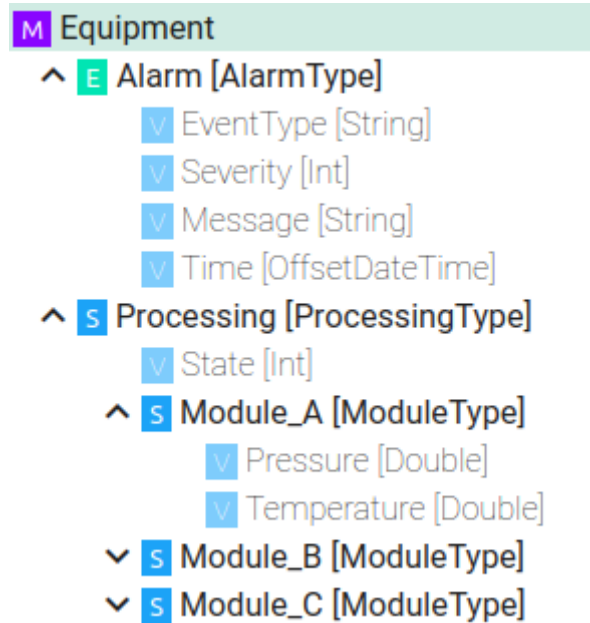 M Equipment
E Alarm [AlarmType]
V EventType [String]
V Severity [Int]
V Message [String]
V Time [OffsetDateTime]
S Processing [ProcessingType]
V State [Int]
S Module_A [ModuleType]
V Pressure [Double]
V Temperature [Double]
S Module_B [ModuleType]
S Module_C [ModuleType]